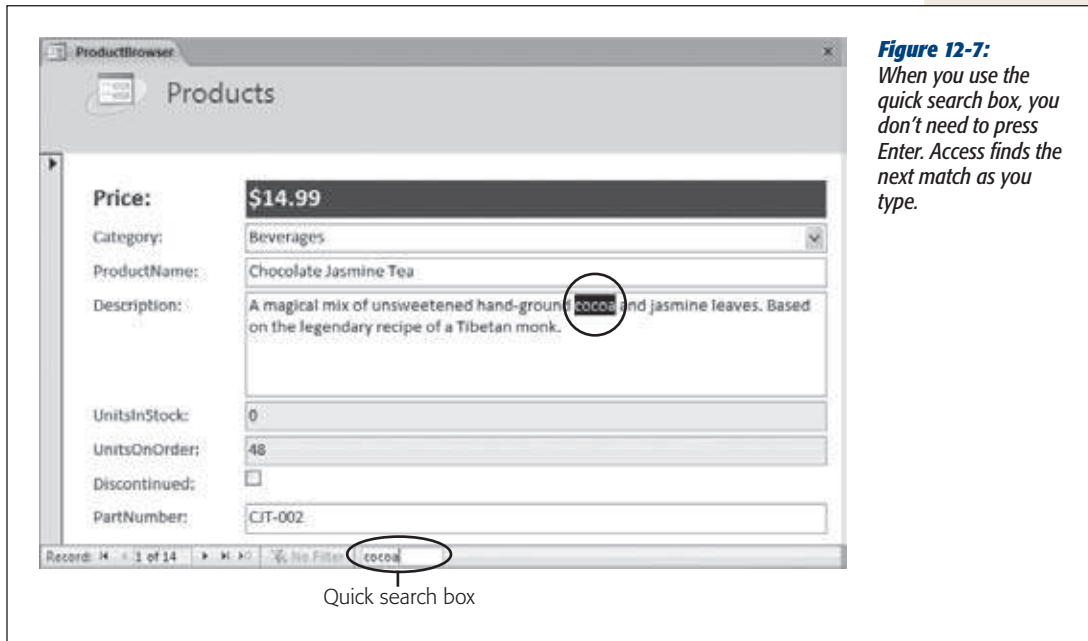 ProductBrowser
Products
Price:
$14.99
Category:
Beverages
ProductName:
Chocolate Jasmine Tea
Description:
A magical mix of unsweetened hand-ground cocoa and jasmine leaves. Based
on the legendary recipe of a Tibetan monk.
UnitsInStock:
0
UnitsOnOrder:
48
Discontinued:
PartNumber:
CJT-002
Record: 1 of 14 No Filter cocoa
Quick search box
Figure 12-7:
When you use the
quick search box, you
don't need to press
Enter. Access finds the
next match as you
type.